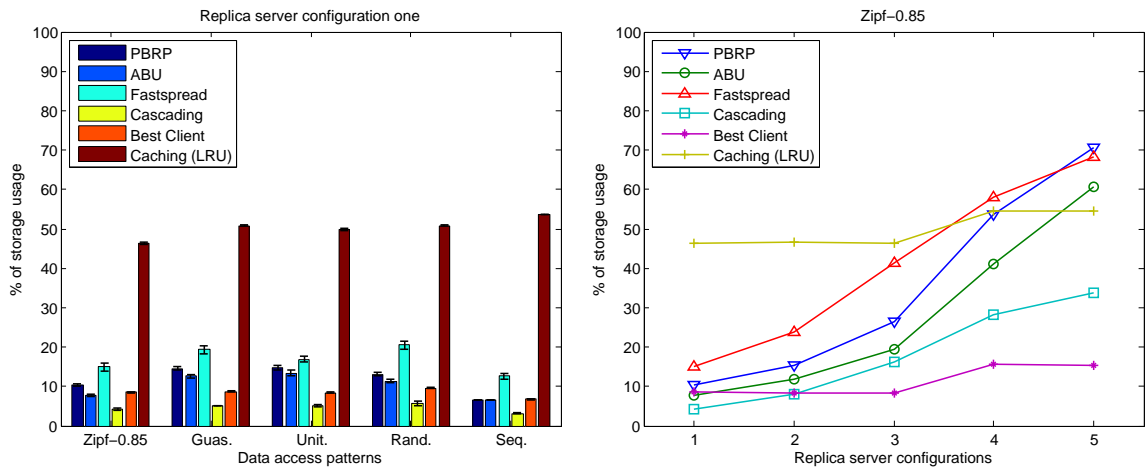 Replica server configuration one
% of storage usage
100
90
80
70
60
50
40
30
20
10
0
PBRP
ABU
Fastspread
Cascading
Best Client
Caching (LRU)
Zipf−0.85
Guas.
Unit.
Rand.
Seq.
Data access patterns
Zipf−0.85
% of storage usage
100
90
80
70
60
50
40
30
20
10
0
PBRP
ABU
Fastspread
Cascading
Best Client
Caching (LRU)
1
2
3
4
5
Replica server configurations